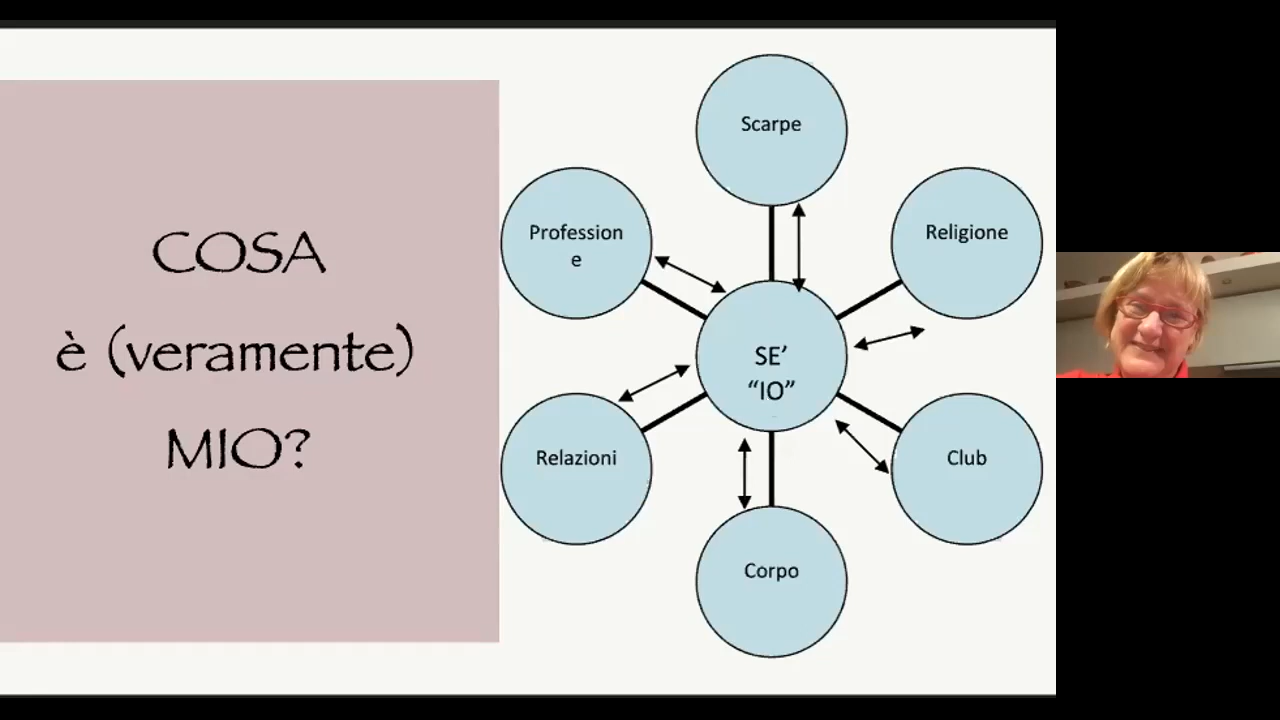 COSA
è (veramente)
MIO?
Scarpe
Profession
e
Religione
SE’
“IO”
Relazioni
Club
Corpo